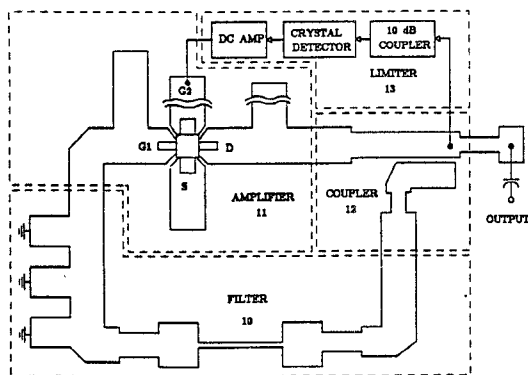 DC AMP
CRYSTAL
DETECTOR
10 dB
COUPLER
LIMITER
13
G2
G1
D
S
AMPLIFIER
11
COUPLER
12
OUTPUT
FILTER
10